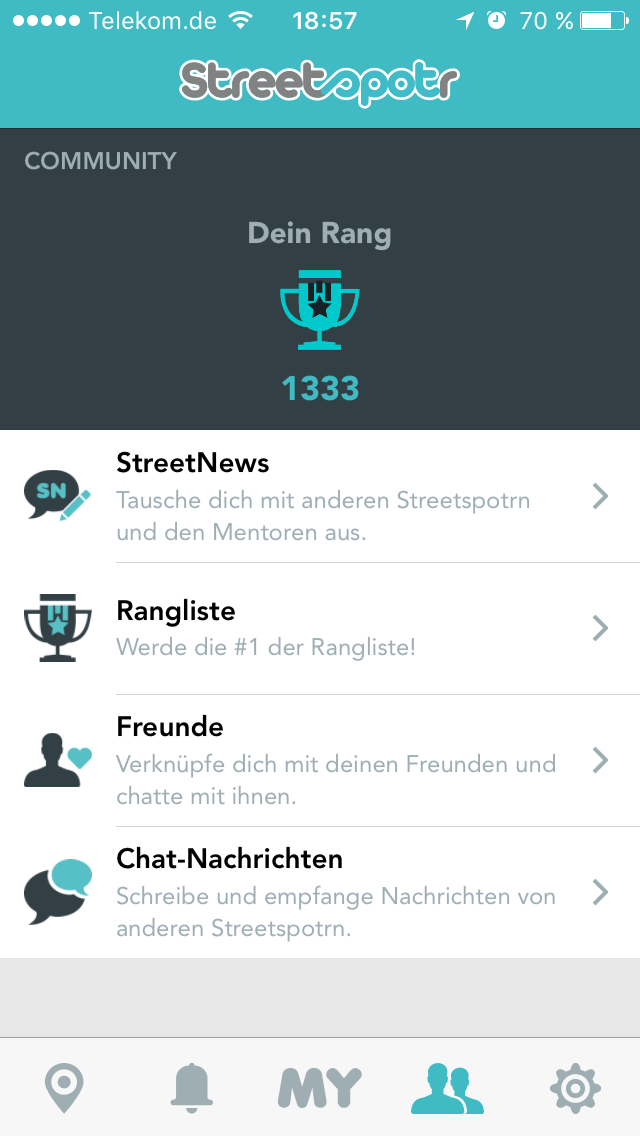 Telekom.de 18:57 70 %
Streetspotr
COMMUNITY
Dein Rang
1333
StreetNews
SN
Tausche dich mit anderen Streetspotrn
und den Mentoren aus.
Rangliste
Werde die #1 der Rangliste!
Freunde
Verknüpfe dich mit deinen Freunden und
chatte mit ihnen.
Chat-Nachrichten
Schreibe und empfange Nachrichten von
anderen Streetspotrn.
MY